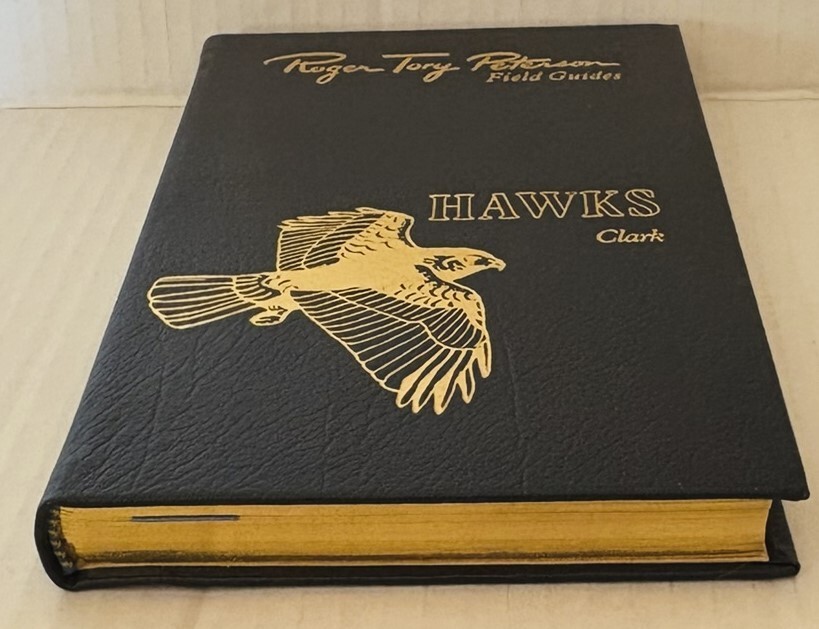 Roger Tory Peterson
Field Guides
HAWKS
Clark